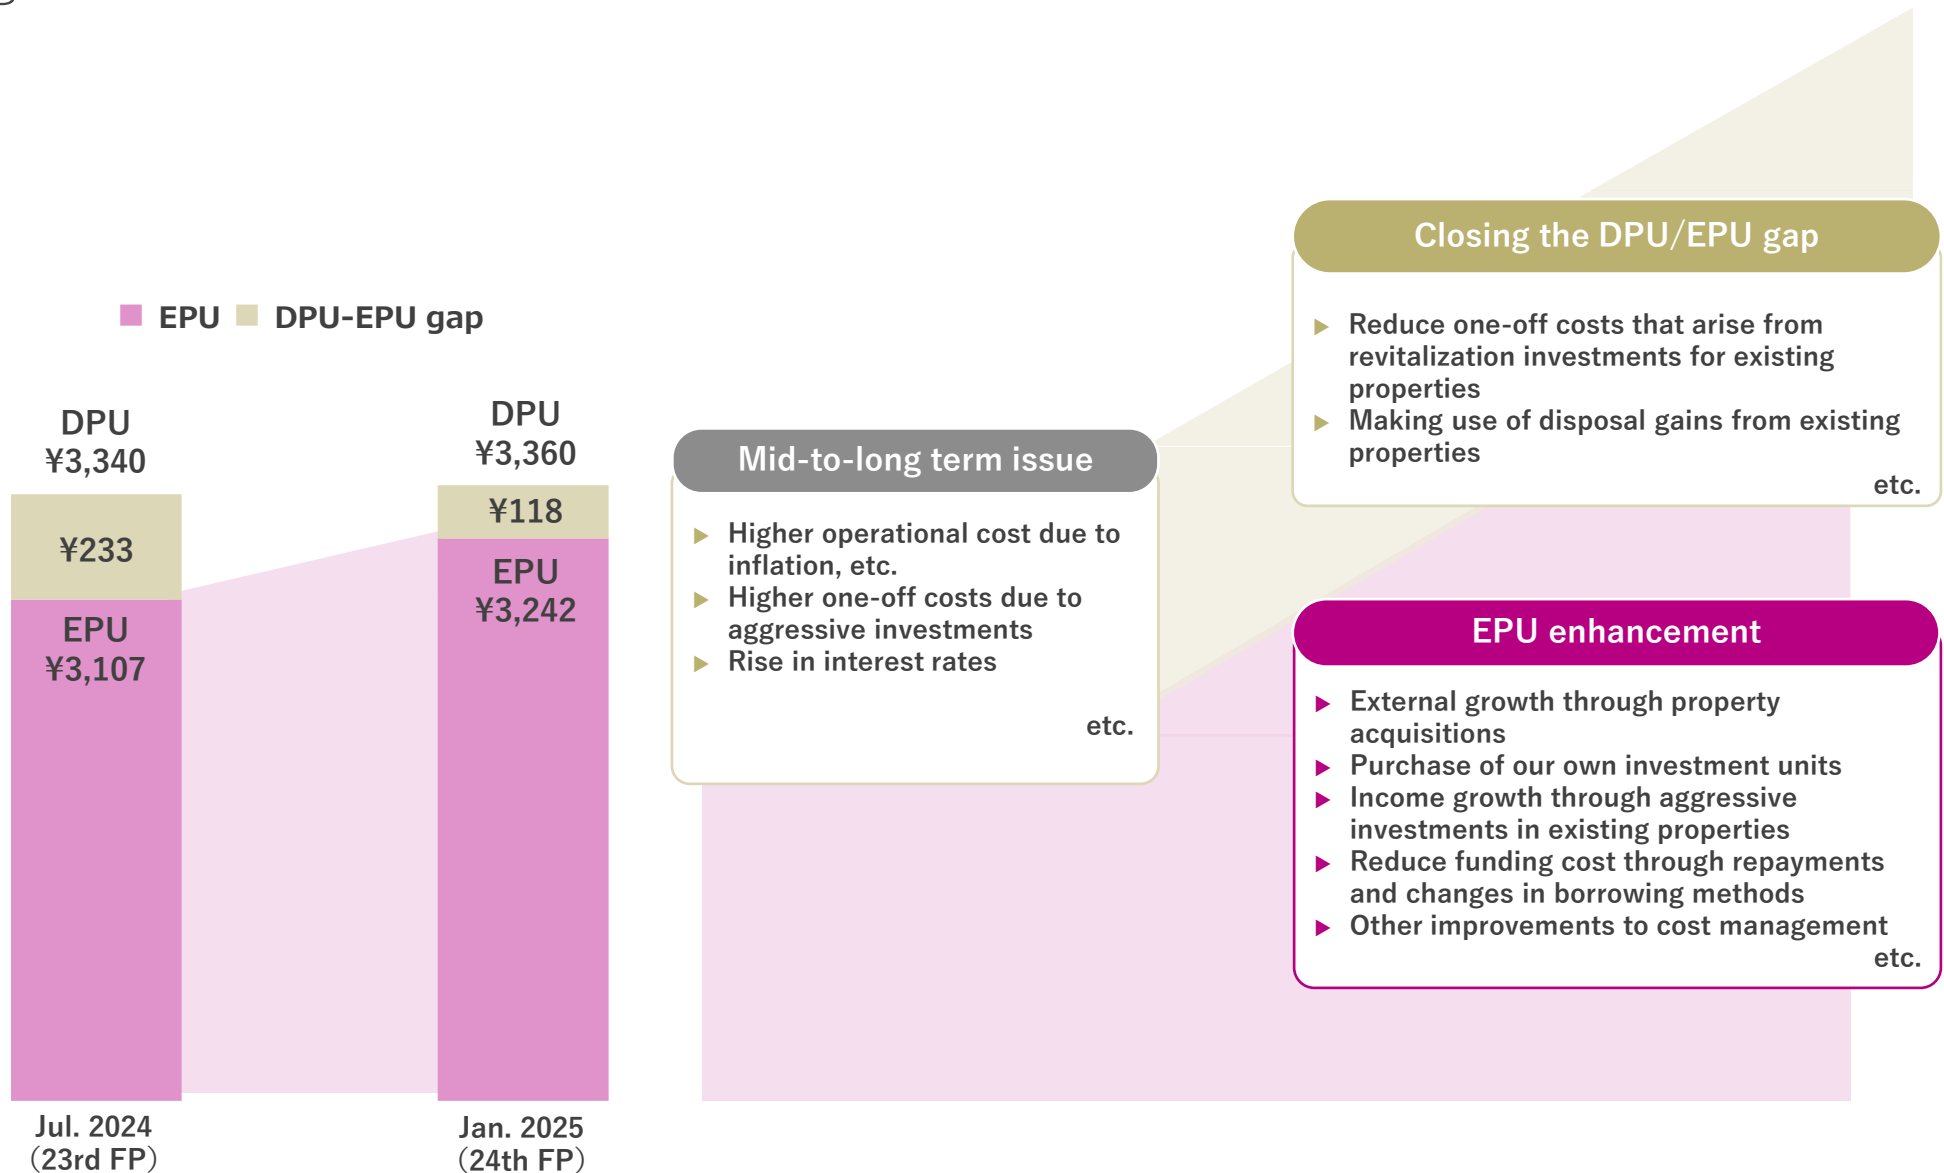 EPU DPU-EPU gap
DPU
¥3,340
¥233
EPU
¥3,107
Jul. 2024
(23rd FP)
DPU
¥3,360
¥118
EPU
¥3,242
Jan. 2025
(24th FP)
Mid-to-long term issue
▶ Higher operational cost due to
inflation, etc.
▶ Higher one-off costs due to
aggressive investments
▶ Rise in interest rates
etc.
Closing the DPU/EPU gap
▶ Reduce one-off costs that arise from
revitalization investments for existing
properties
▶ Making use of disposal gains from existing
properties
etc.
EPU enhancement
▶ External growth through property
acquisitions
▶ Purchase of our own investment units
▶ Income growth through aggressive
investments in existing properties
▶ Reduce funding cost through repayments
and changes in borrowing methods
▶ Other improvements to cost management
etc.